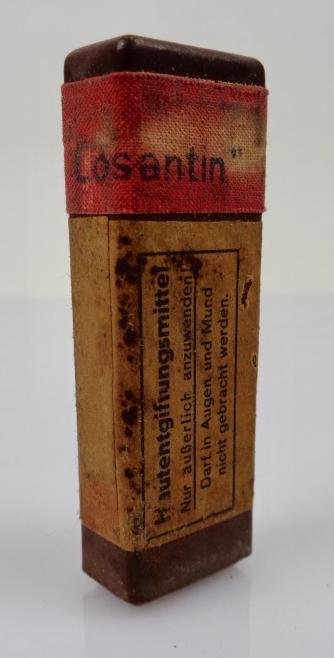 Losantin"
Hautentgiftungsmittel
Nur äußerlich anzuwenden!
Darf in Augen und Mund
nicht gebracht werden.